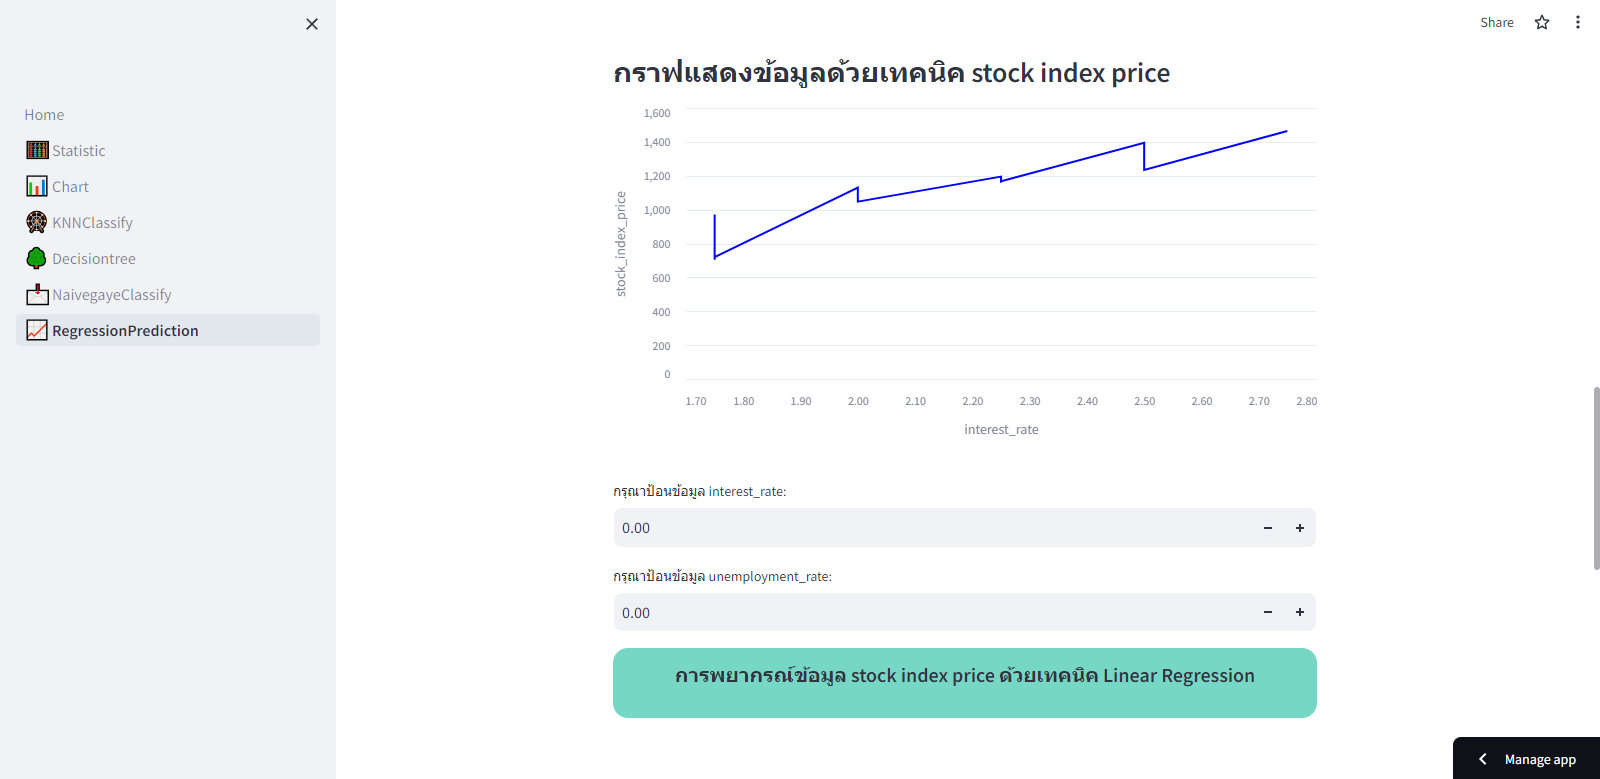 Share
Home
Statistic
Chart
KNNClassify
Decisiontree
NaivegayeClassify
RegressionPrediction
กราฟแสดงข้อมูลด้วยเทคนิค stock index price
1,600
1,400
1,200
1,000
800
600
400
200
0
stock_index_price
1.70 1.80 1.90 2.00 2.10 2.20 2.30 2.40 2.50 2.60 2.70 2.80
interest_rate
กรุณาป้อนข้อมูล interest_rate:
0.00
กรุณาป้อนข้อมูล unemployment_rate:
0.00
การพยากรณ์ข้อมูล stock index price ด้วยเทคนิค Linear Regression
Manage app